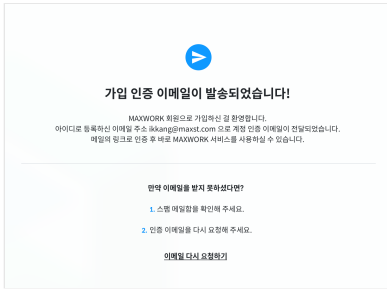 가입 인증 이메일이 발송되었습니다!
MAXWORK 회원으로 가입하신 걸 환영합니다.
아이디로 등록하신 이메일 주소 ikkang@maxst.com 으로 계정 인증 이메일이 전달되었습니다.
메일의 링크로 인증 후 바로 MAXWORK 서비스를 사용하실 수 있습니다.
만약 이메일을 받지 못하셨다면?
1. 스팸 메일함을 확인해 주세요.
2. 인증 이메일을 다시 요청해 주세요.
이메일 다시 요청하기